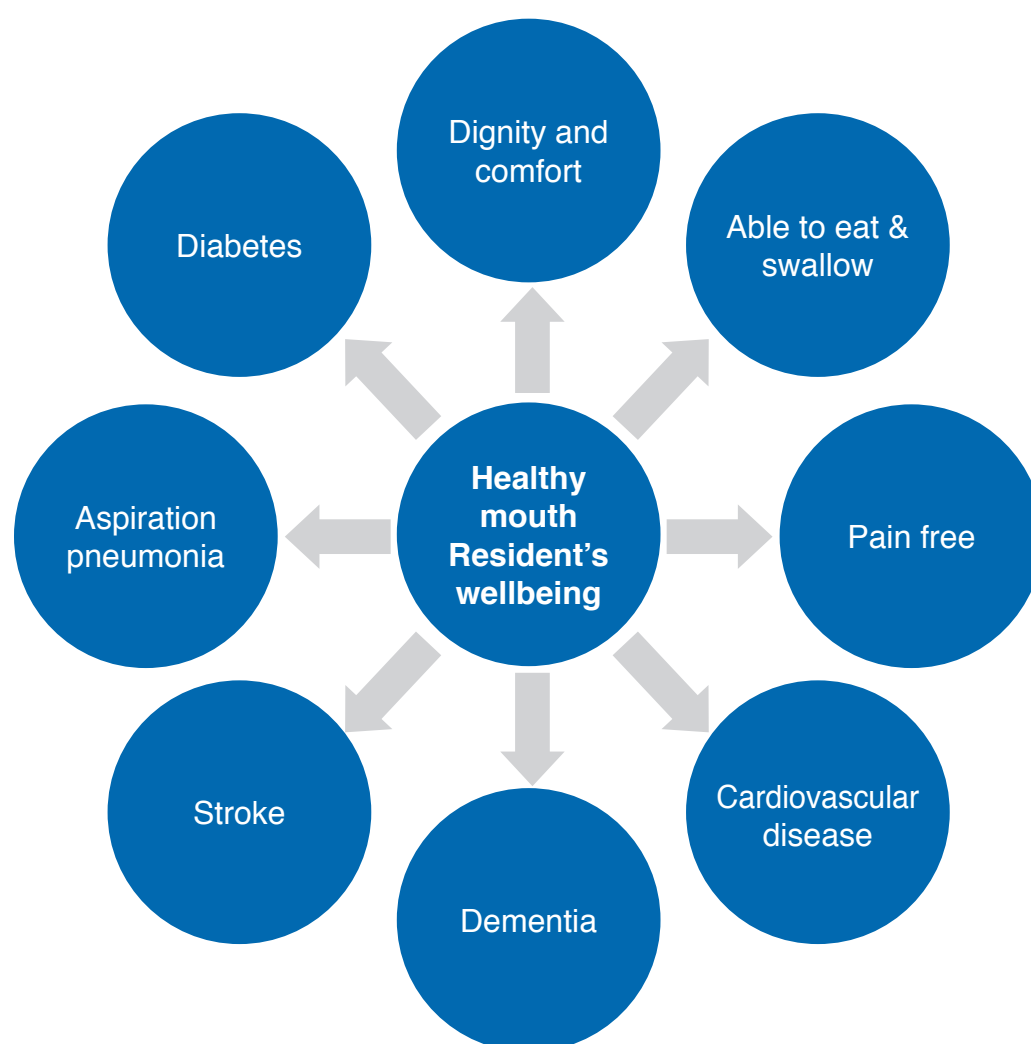 Dignity and
comfort
Diabetes
Able to eat &
swallow
Healthy
mouth
Resident’s
wellbeing
Aspiration
pneumonia
Pain free
Stroke
Cardiovascular
disease
Dementia